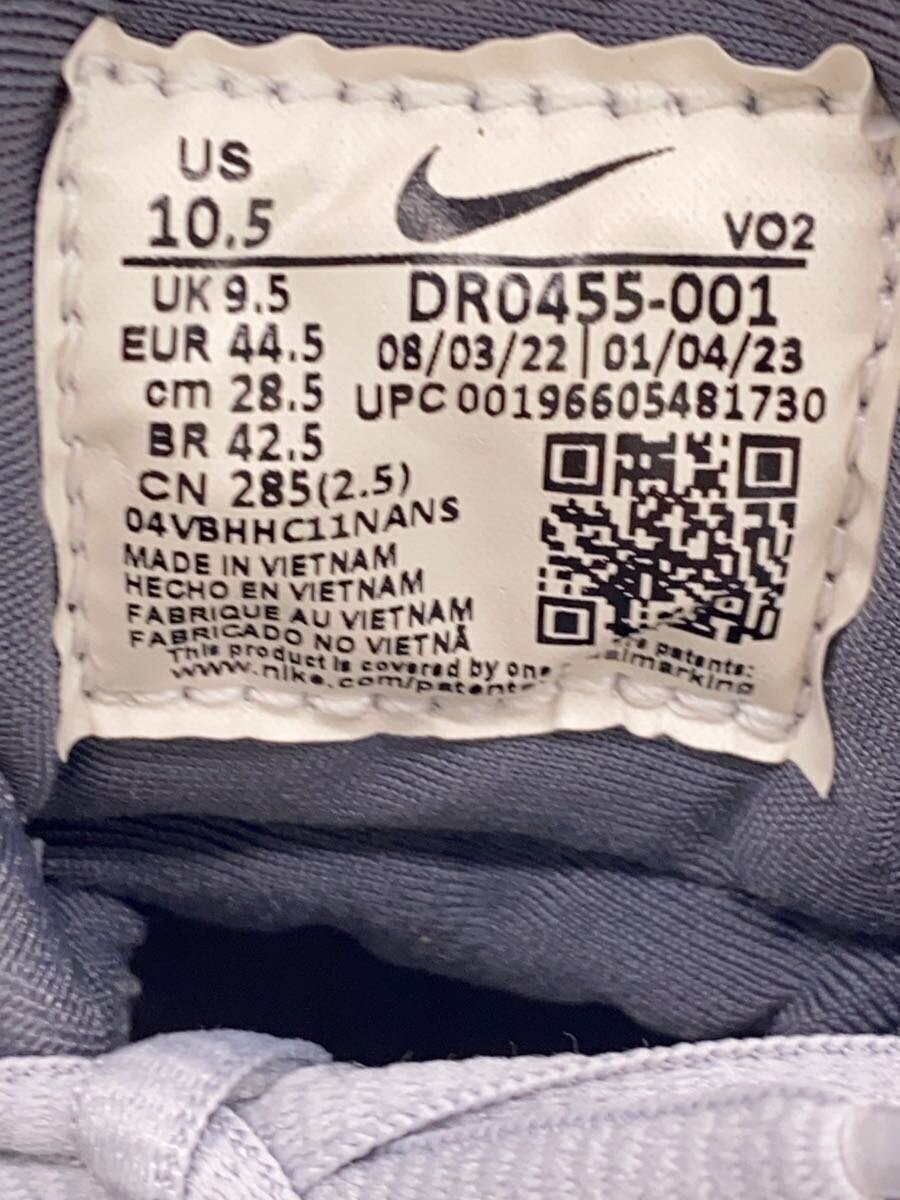 US
10.5
VO2
UK 9.5
EUR 44.5
cm 28.5
BR 42.5
CN 285(2.5)
DR0455-001
08/03/22 | 01/04/23
UPC 00196605481730
04VBHHC11NANS
MADE IN VIETNAM
HECHO EN VIETNAM
FABRIQUE AU VIETNAM
FABRICADO NO VIETNÃ
This product is covered by one patents:
www.nike.com/patents